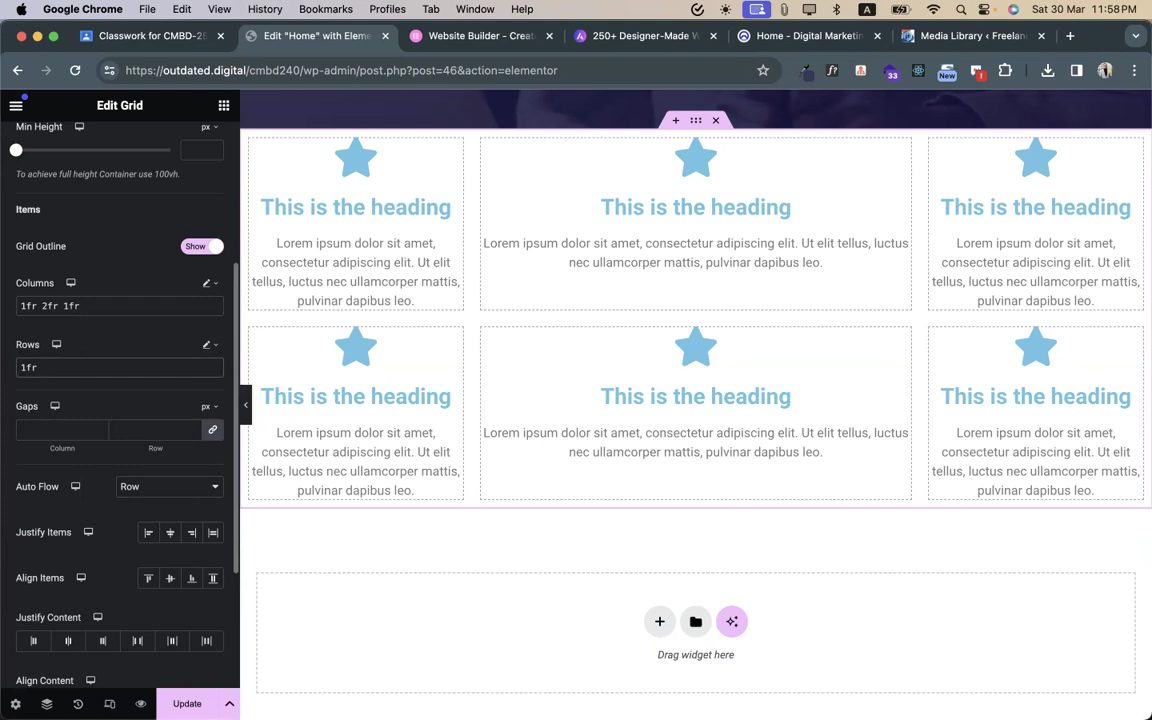 Google Chrome File Edit View History Bookmarks Profiles Tab Window Help A Sat 30 Mar 11:58 PM
Classwork for CMBD-2 Edit "Home" with Eleme Website Builder - Creat 250+ Designer-Made W Home - Digital Marketin Media Library ‹ Freelan
https://outdated.digital/cmbd240/wp-admin/post.php?post=46&action=elementor f? 33 New
Edit Grid
Min Height px
To achieve full height Container use 100vh.
Items
Grid Outline Show
Columns
1fr 2fr 1fr
Rows
1fr
Gaps px
Column Row
Auto Flow Row
Justify Items
Align Items
Justify Content
Align Content
Update
This is the heading
Lorem ipsum dolor sit amet,
consectetur adipiscing elit. Ut elit
tellus, luctus nec ullamcorper mattis,
pulvinar dapibus leo.
This is the heading
Lorem ipsum dolor sit amet, consectetur adipiscing elit. Ut elit tellus, luctus
nec ullamcorper mattis, pulvinar dapibus leo.
This is the heading
Lorem ipsum dolor sit amet,
consectetur adipiscing elit. Ut elit
tellus, luctus nec ullamcorper mattis,
pulvinar dapibus leo.
This is the heading
Lorem ipsum dolor sit amet,
consectetur adipiscing elit. Ut elit
tellus, luctus nec ullamcorper mattis,
pulvinar dapibus leo.
This is the heading
Lorem ipsum dolor sit amet, consectetur adipiscing elit. Ut elit tellus, luctus
nec ullamcorper mattis, pulvinar dapibus leo.
This is the heading
Lorem ipsum dolor sit amet,
consectetur adipiscing elit. Ut elit
tellus, luctus nec ullamcorper mattis,
pulvinar dapibus leo.
Drag widget here